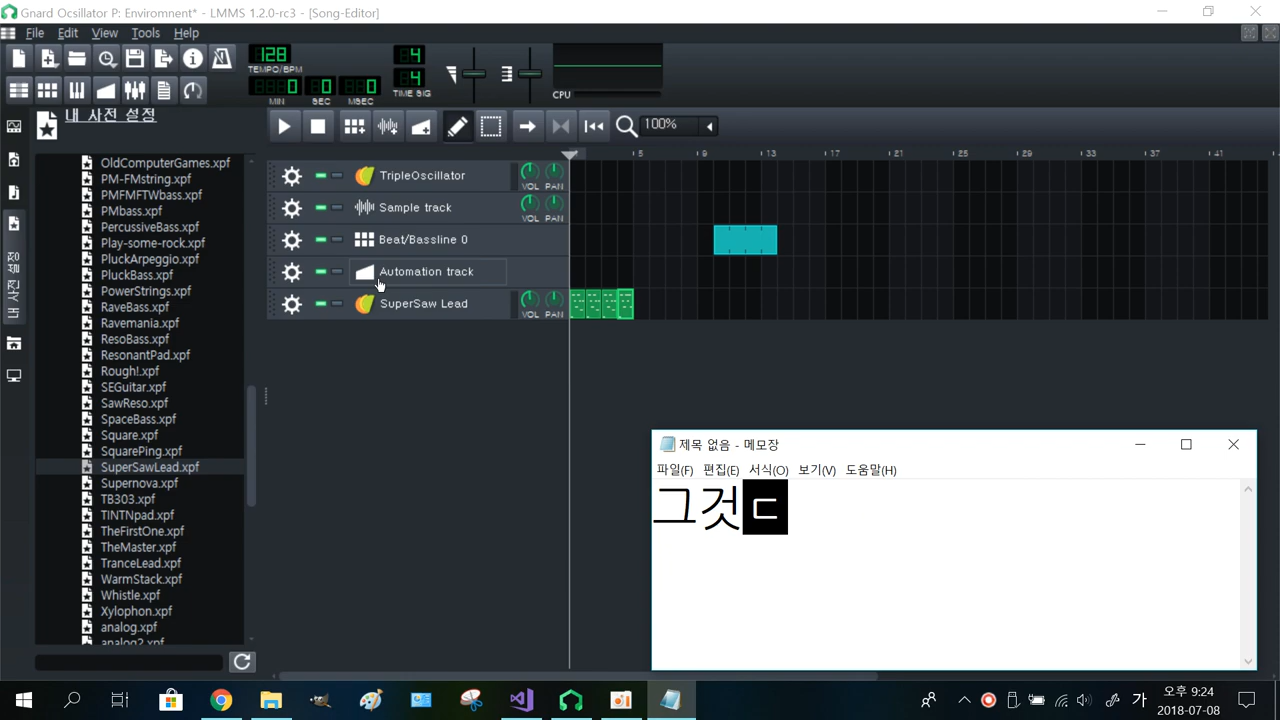 Gnard Ocsillator P: Enviromnent* - LMMS 1.2.0-rc3 - [Song-Editor]
File Edit View Tools Help
128
TEMPO/BPM
0 0 0
MIN SEC MSEC
4
4
TIME SIG
CPU
내 사전 설정
100%
5 9 13 17 21 25 29 33 37 41
TripleOscillator VOL PAN
Sample track VOL PAN
Beat/Bassline 0
Automation track
SuperSaw Lead VOL PAN
내 사전 설정
OldComputerGames.xpf
PM-FMstring.xpf
PMFMFTWbass.xpf
PMbass.xpf
PercussiveBass.xpf
Play-some-rock.xpf
PluckArpeggio.xpf
PluckBass.xpf
PowerStrings.xpf
RaveBass.xpf
Ravemania.xpf
ResoBass.xpf
ResonantPad.xpf
Rough!.xpf
SEGuitar.xpf
SawReso.xpf
SpaceBass.xpf
Square.xpf
SquarePing.xpf
SuperSawLead.xpf
Supernova.xpf
TB303.xpf
TINTNpad.xpf
TheFirstOne.xpf
TheMaster.xpf
TranceLead.xpf
WarmStack.xpf
Whistle.xpf
Xylophon.xpf
analog.xpf
analog2.xpf
제목 없음 - 메모장
파일(F) 편집(E) 서식(O) 보기(V) 도움말(H)
그것ㄷ
가
오후 9:24
2018-07-08